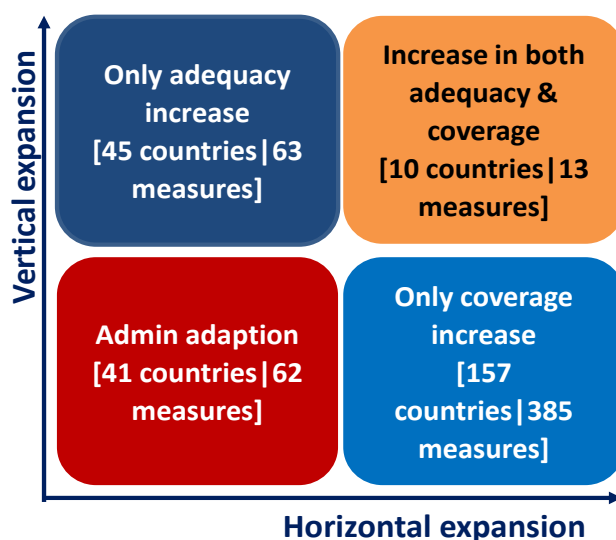 Vertical expansion
Only adequacy
increase
[45 countries|63
measures]
Increase in both
adequacy &
coverage
[10 countries|13
measures]
Admin adaption
[41 countries|62
measures]
Only coverage
increase
[157
countries|385
measures]
Horizontal expansion